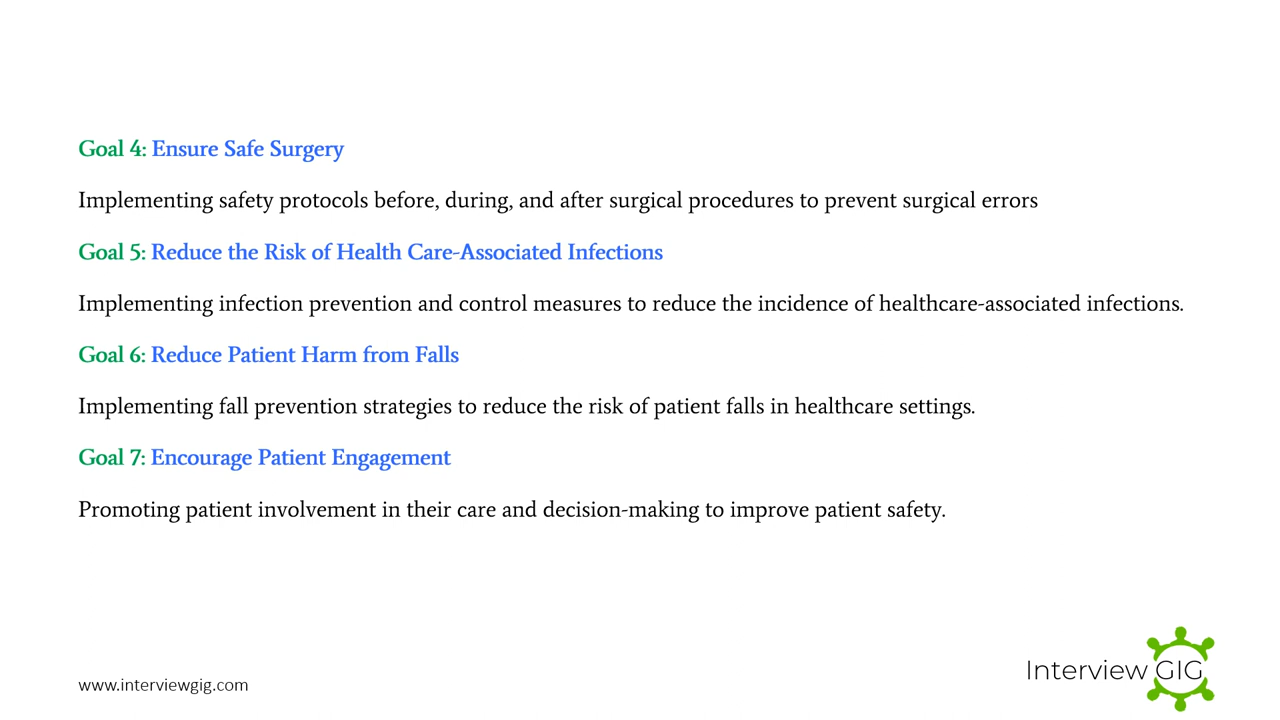 Goal 4: Ensure Safe Surgery
Implementing safety protocols before, during, and after surgical procedures to prevent surgical errors
Goal 5: Reduce the Risk of Health Care-Associated Infections
Implementing infection prevention and control measures to reduce the incidence of healthcare-associated infections.
Goal 6: Reduce Patient Harm from Falls
Implementing fall prevention strategies to reduce the risk of patient falls in healthcare settings.
Goal 7: Encourage Patient Engagement
Promoting patient involvement in their care and decision-making to improve patient safety.
www.interviewgig.com
Interview GIG